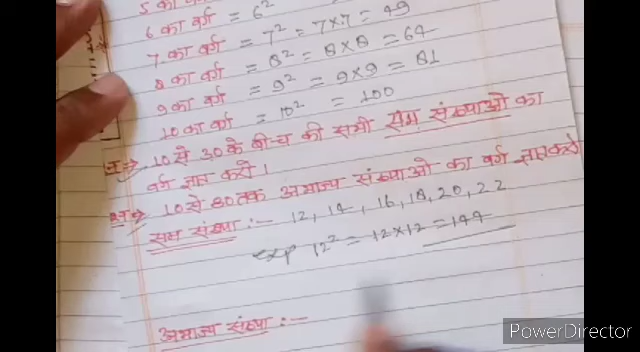 6 का वर्ग = 6²
7 का वर्ग = 7² = 7×7 = 49
8 का वर्ग = 8² = 8×8 = 64
9 का वर्ग = 9² = 9×9 = 81
10 का वर्ग = 10² = 100
10 से 30 के बीच की सभी सम संख्याओ का
वर्ग ज्ञात करो।
10 से 80 तक अभाज्य संख्याओ का वर्ग ज्ञात करो
सम संख्या :- 12, 14, 16, 18, 20, 22
exp 12² = 12×12 = 144
अभाज्य संख्या :-
PowerDirector